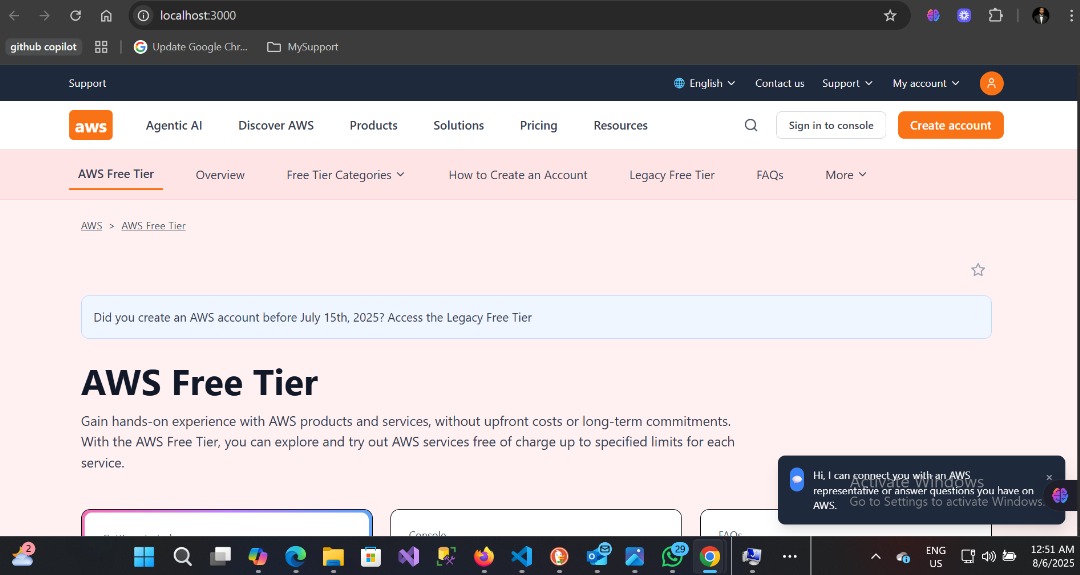 localhost:3000
github copilot
Update Google Chr...
MySupport
Support
English
Contact us
Support
My account
aws
Agentic AI
Discover AWS
Products
Solutions
Pricing
Resources
Sign in to console
Create account
AWS Free Tier
Overview
Free Tier Categories
How to Create an Account
Legacy Free Tier
FAQs
More
AWS > AWS Free Tier
Did you create an AWS account before July 15th, 2025? Access the Legacy Free Tier
AWS Free Tier
Gain hands-on experience with AWS products and services, without upfront costs or long-term commitments.
With the AWS Free Tier, you can explore and try out AWS services free of charge up to specified limits for each
service.
Hi, I can connect you with an AWS
representative or answer questions you have on
AWS.
Activate Windows
Go to Settings to activate Windows.
Console
FAQs
2
29
ENG
US
12:51 AM
8/6/2025